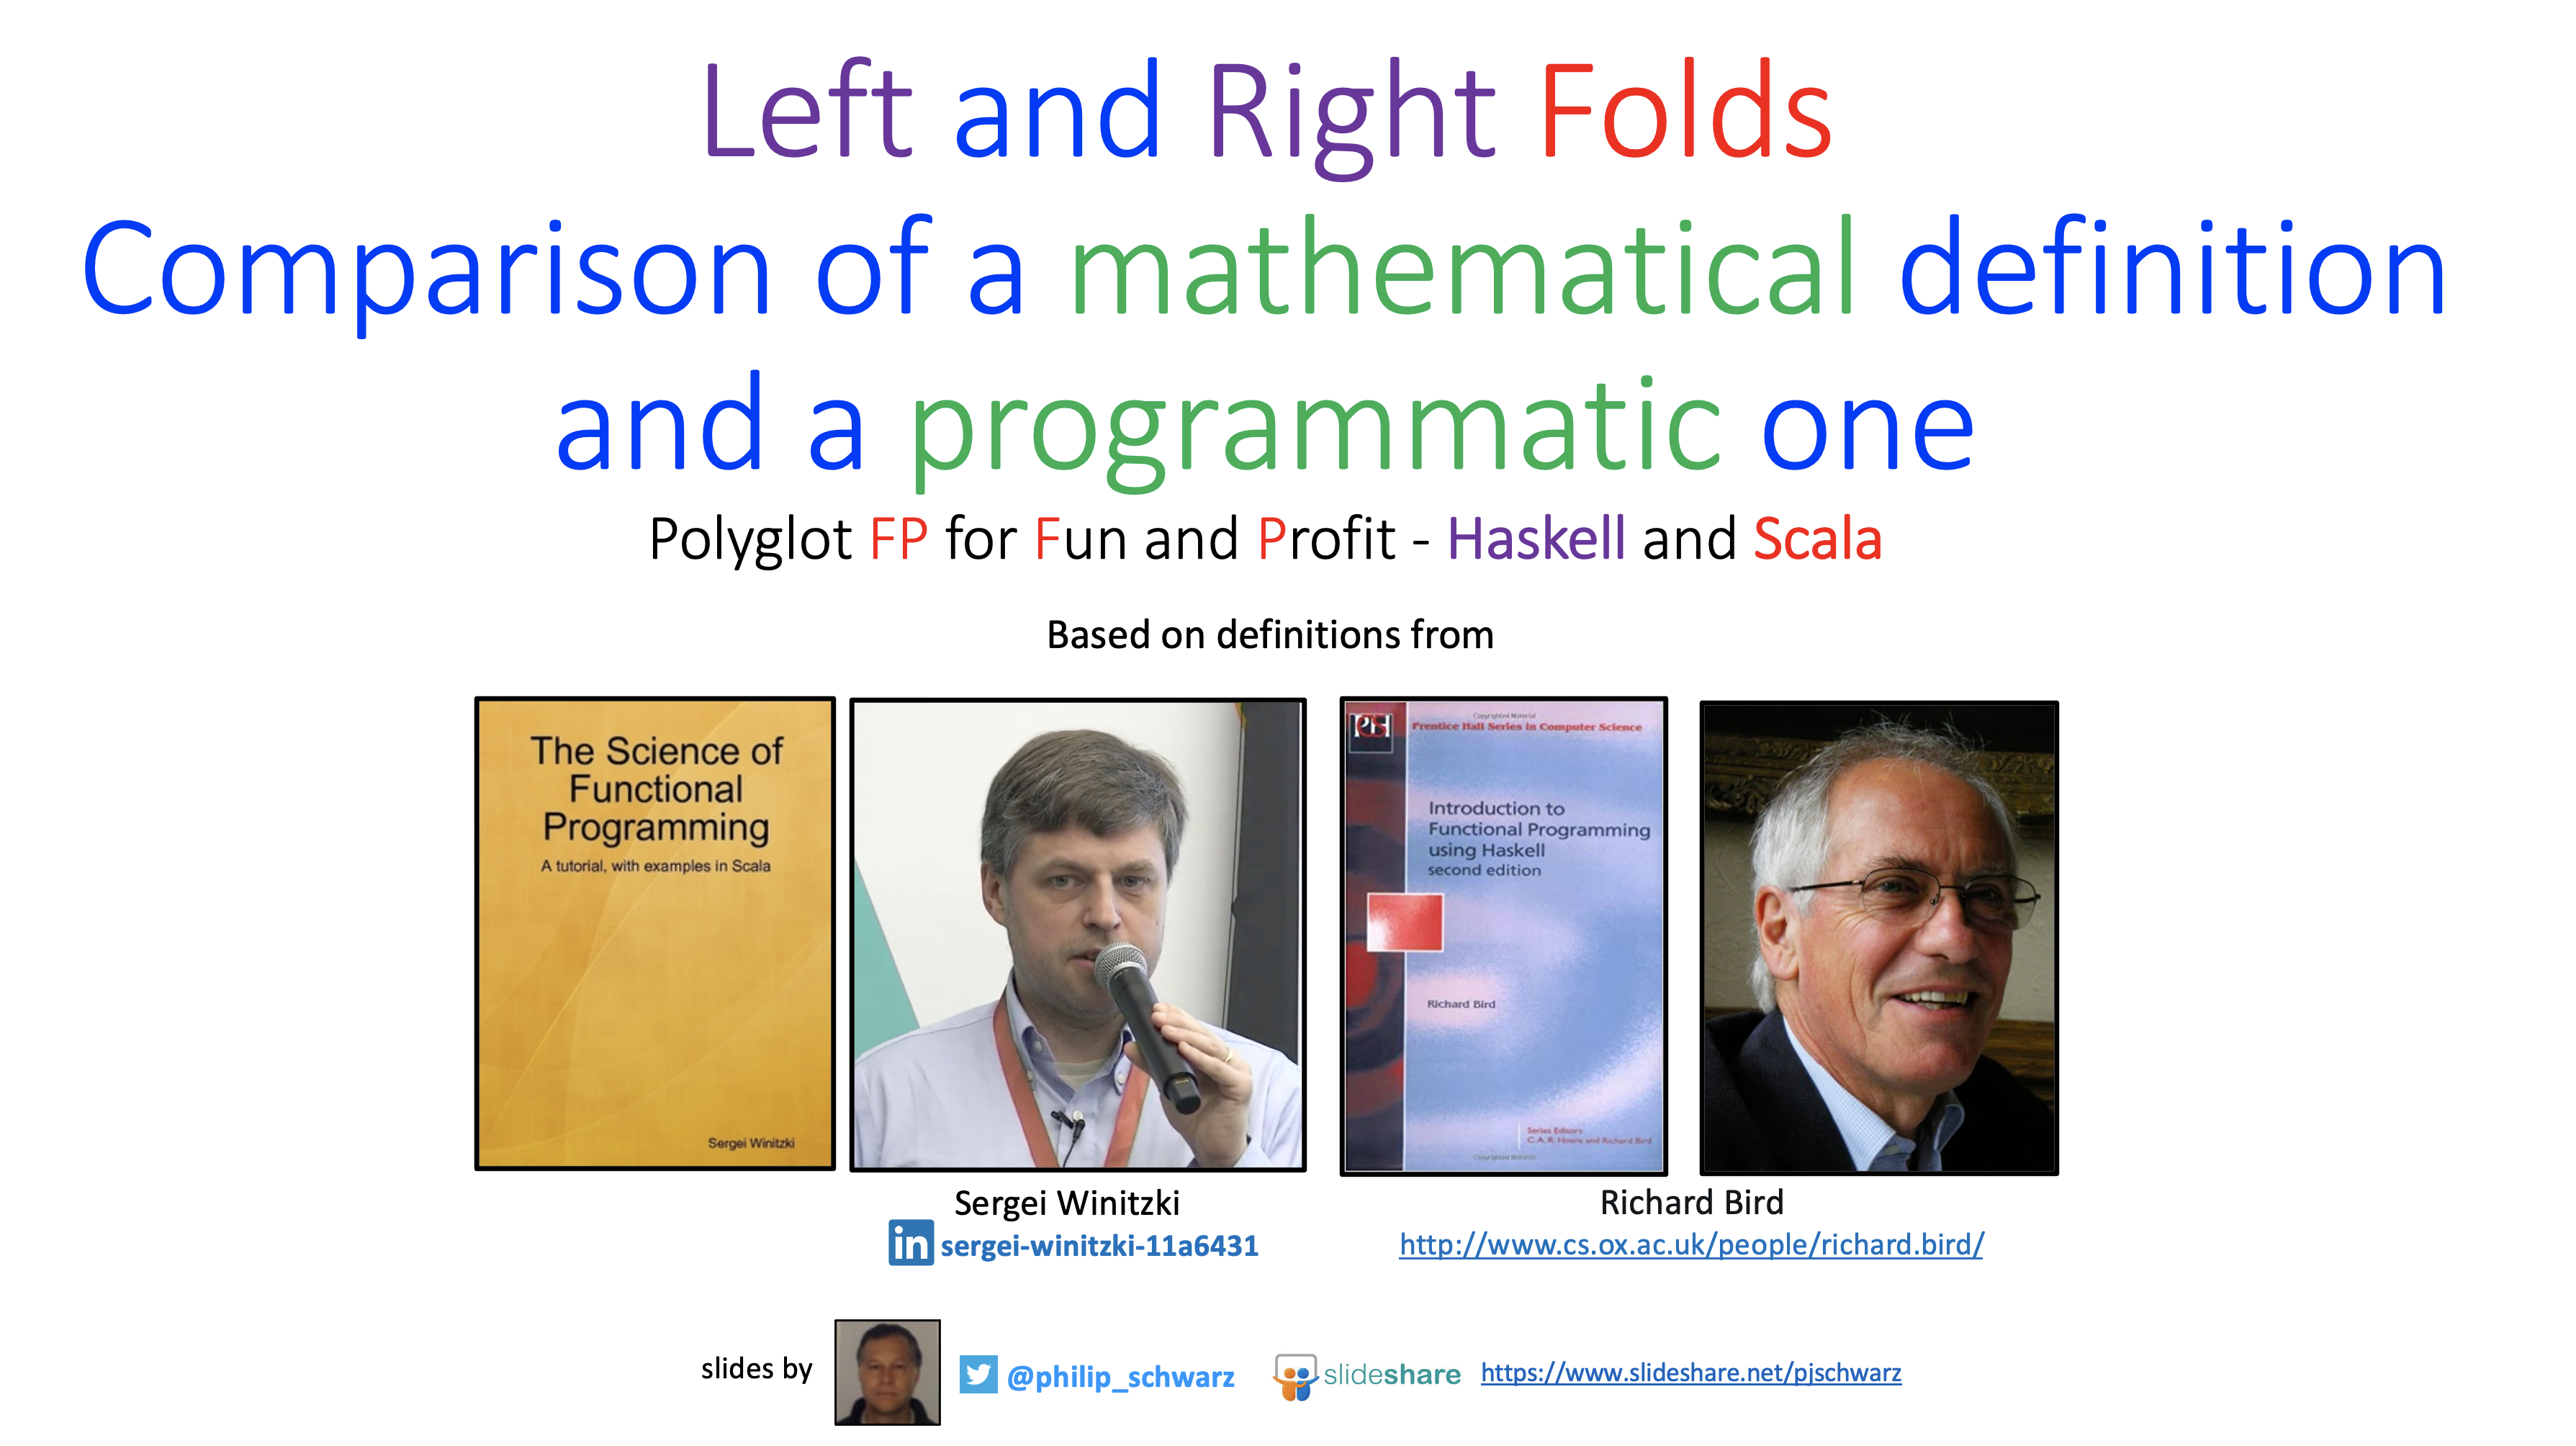 Left and Right Folds
Comparison of a mathematical definition
and a programmatic one
Polyglot FP for Fun and Profit - Haskell and Scala
Based on definitions from
The Science of
Functional
Programming
A tutorial, with examples in Scala
Sergei Winitzki
Copyrighted Material
PH
Prentice Hall Series in Computer Science
Introduction to
Functional Programming
using Haskell
second edition
Richard Bird
Series Editors
C.A.R. Hoare and Richard Bird
Copyrighted Material
Sergei Winitzki
in sergei-winitzki-11a6431
Richard Bird
http://www.cs.ox.ac.uk/people/richard.bird/
slides by
@philip_schwarz
slideshare
https://www.slideshare.net/pjschwarz